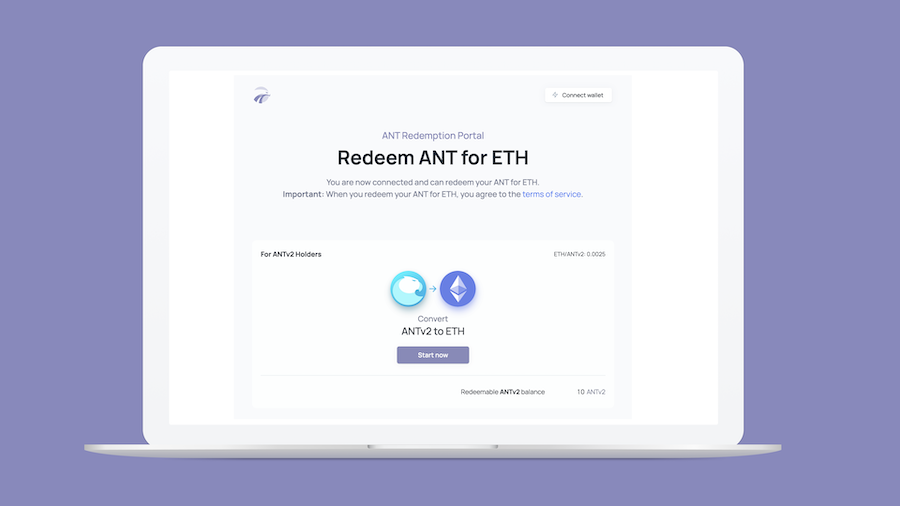 Connect wallet
ANT Redemption Portal
Redeem ANT for ETH
You are now connected and can redeem your ANT for ETH.
Important: When you redeem your ANT for ETH, you agree to the terms of service.
For ANTv2 Holders
ETH/ANTv2: 0.0025
Convert
ANTv2 to ETH
Start now
Redeemable ANTv2 balance
10 ANTv2